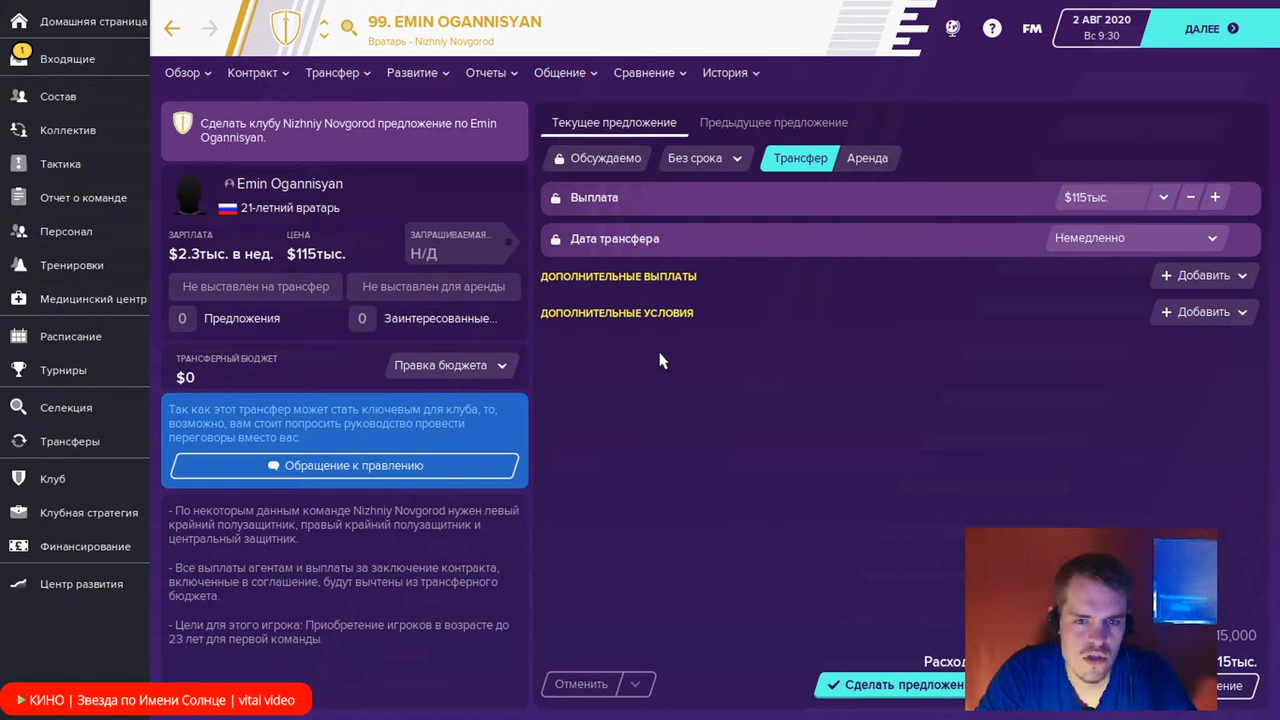 Домашная страница
1
Входящие
Состав
Коллектив
Тактика
Отчет о команде
Персонал
Тренировки
Медицинский центр
Расписание
Турниры
Селекция
Трансферы
Клуб
Клубная стратегия
Финансирование
Центр развития
99. EMIN OGANNISYAN
Вратарь - Nizhniy Novgorod
?
FM
2 АВГ 2020
Вс 9:30
ДАЛЕЕ
Обзор
Контракт
Трансфер
Развитие
Отчеты
Общение
Сравнение
История
Сделать клубу Nizhniy Novgorod предложение по Emin
Ogannisyan.
Emin Ogannisyan
21-летний вратарь
ЗАРПЛАТА
$2.3тыс. в нед.
ЦЕНА
$115тыс.
ЗАПРАШИВАЕМАЯ...
Н/Д
Не выставлен на трансфер
Не выставлен для аренды
0 Предложения
0 Заинтересованные...
ТРАНСФЕРНЫЙ БЮДЖЕТ
$0
Правка бюджета
Так как этот трансфер может стать ключевым для клуба, то,
возможно, вам стоит попросить руководство провести
переговоры вместо вас.
Обращение к правлению
- По некоторым данным команде Nizhniy Novgorod нужен левый
крайний полузащитник, правый крайний полузащитник и
центральный защитник.
- Все выплаты агентам и выплаты за заключение контракта,
включенные в соглашение, будут вычтены из трансферного
бюджета.
- Цели для этого игрока: Приобретение игроков в возрасте до
23 лет для первой команды.
Текущее предложение
Предыдущее предложение
Обсуждаемо
Без срока
Трансфер
Аренда
Выплата
$115тыс.
Дата трансфера
Немедленно
ДОПОЛНИТЕЛЬНЫЕ ВЫПЛАТЫ
+ Добавить
ДОПОЛНИТЕЛЬНЫЕ УСЛОВИЯ
+ Добавить
15,000
Расход
15тыс.
Отменить
Сделать предложен
ение
КИНО | Звезда по Имени Солнце | vital video